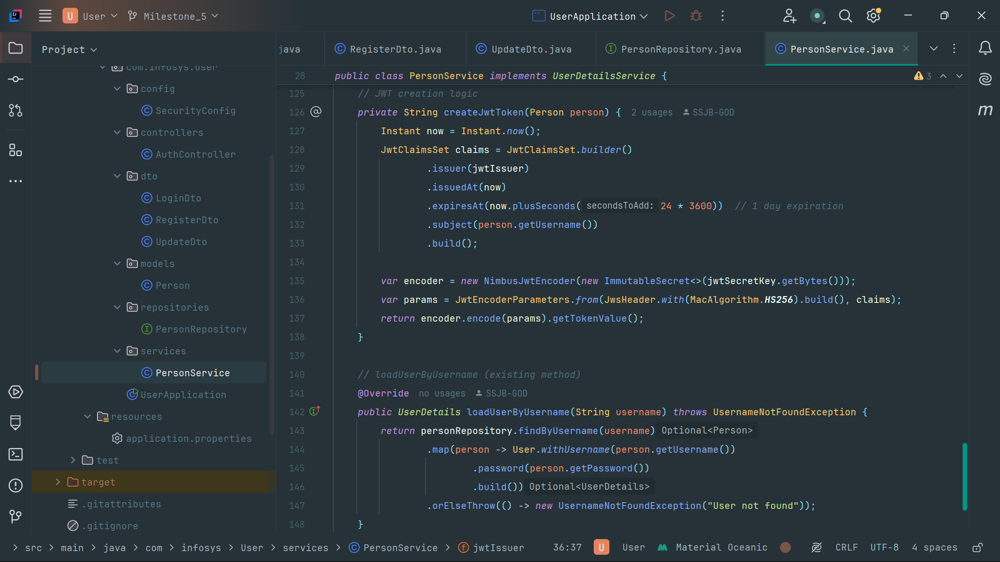 U User Milestone_5 UserApplication
Project
java RegisterDto.java UpdateDto.java PersonRepository.java PersonService.java
com.infosys.User
config
SecurityConfig
controllers
AuthController
dto
LoginDto
RegisterDto
UpdateDto
models
Person
repositories
PersonRepository
services
PersonService
UserApplication
resources
application.properties
test
target
.gitattributes
.gitignore
28 public class PersonService implements UserDetailsService { 3
125 // JWT creation logic
126 private String createJwtToken(Person person) { 2 usages SSJB-GOD
127 Instant now = Instant.now();
128 JwtClaimsSet claims = JwtClaimsSet.builder()
129 .issuer(jwtIssuer)
130 .issuedAt(now)
131 .expiresAt(now.plusSeconds( secondsToAdd: 24 * 3600)) // 1 day expiration
132 .subject(person.getUsername())
133 .build();
134
135 var encoder = new NimbusJwtEncoder(new ImmutableSecret<>(jwtSecretKey.getBytes()));
136 var params = JwtEncoderParameters.from(JwsHeader.with(MacAlgorithm.HS256).build(), claims);
137 return encoder.encode(params).getTokenValue();
138 }
139
140 // loadUserByUsername (existing method)
141 @Override no usages SSJB-GOD
142 public UserDetails loadUserByUsername(String username) throws UsernameNotFoundException {
143 return personRepository.findByUsername(username) Optional<Person>
144 .map(person -> User.withUsername(person.getUsername())
145 .password(person.getPassword())
146 .build()) Optional<UserDetails>
147 .orElseThrow(() -> new UsernameNotFoundException("User not found"));
148 }
> src > main > java > com > infosys > User > services > PersonService > jwtIssuer 36:37 U User Material Oceanic CRLF UTF-8 4 spaces